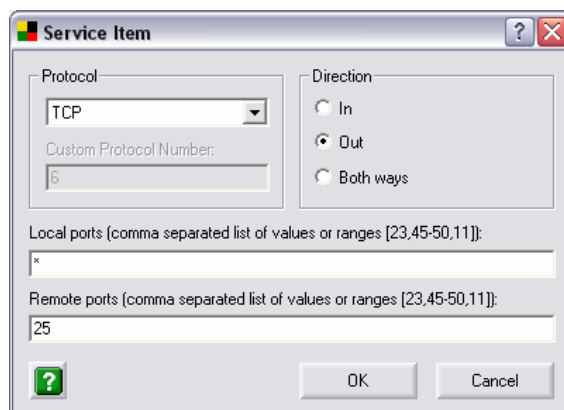 Service Item
Protocol
TCP
Custom Protocol Number:
6
Direction
In
Out
Both ways
Local ports (comma separated list of values or ranges [23,45-50,11]):
*
Remote ports (comma separated list of values or ranges [23,45-50,11]):
25
OK
Cancel